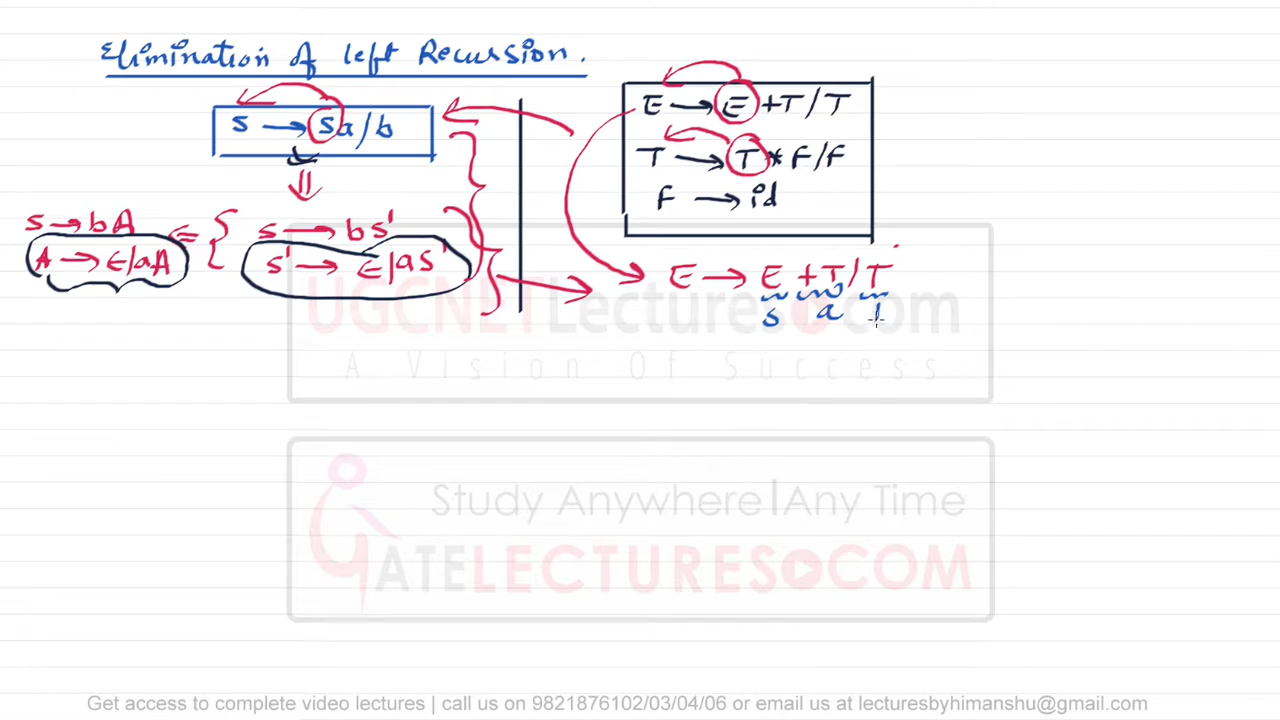 Elimination of left Recursion.
S → Sa/b
S → bA
A → ∈/aA
S → bS'
S' → ∈/aS'
E → E+T/T
T → T*F/F
F → id
E → E+T/T
S a
UGCNETLectures.com
A Vision Of Success
Study Anywhere|Any Time
GATELECTURES.COM
Get access to complete video lectures | call us on 9821876102/03/04/06 or email us at lecturesbyhimanshu@gmail.com